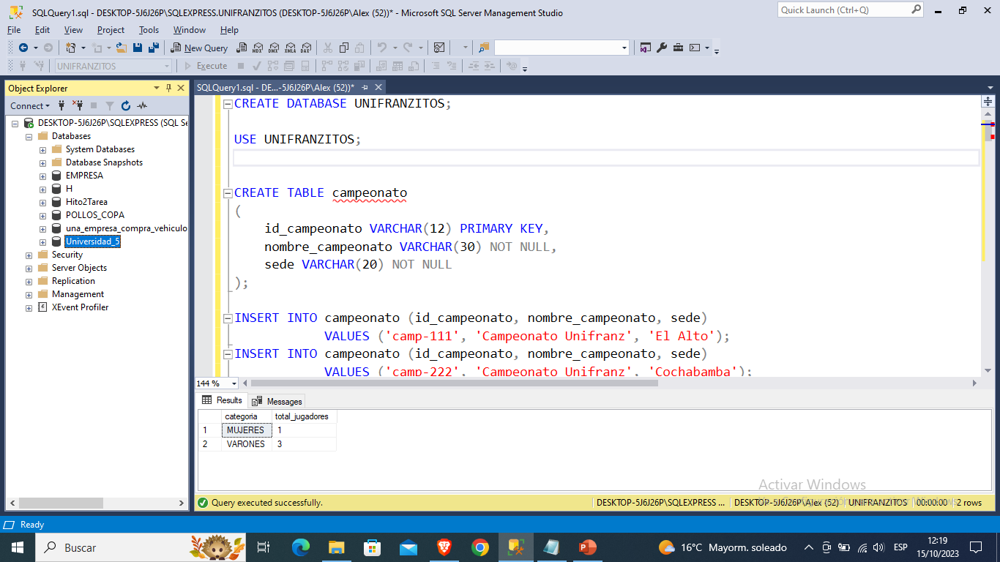 SQLQuery1.sql - DESKTOP-5J6J26P\SQLEXPRESS.UNIFRANZITOS (DESKTOP-5J6J26P\Alex (52))* - Microsoft SQL Server Management Studio
Quick Launch (Ctrl+Q)
File Edit View Project Tools Window Help
New Query MDX DMX XMLA DAX
UNIFRANZITOS Execute
Object Explorer
SQLQuery1.sql - DE...-5J6J26P\Alex (52))*
Connect
DESKTOP-5J6J26P\SQLEXPRESS (SQL Se
Databases
System Databases
Database Snapshots
EMPRESA
H
Hito2Tarea
POLLOS_COPA
una_empresa_compra_vehiculo
Universidad_5
Security
Server Objects
Replication
Management
XEvent Profiler
CREATE DATABASE UNIFRANZITOS;
USE UNIFRANZITOS;
CREATE TABLE campeonato
(
id_campeonato VARCHAR(12) PRIMARY KEY,
nombre_campeonato VARCHAR(30) NOT NULL,
sede VARCHAR(20) NOT NULL
);
INSERT INTO campeonato (id_campeonato, nombre_campeonato, sede)
VALUES ('camp-111', 'Campeonato Unifranz', 'El Alto');
INSERT INTO campeonato (id_campeonato, nombre_campeonato, sede)
VALUES ('camp-222', 'Campeonato Unifranz', 'Cochabamba');
144 %
Results Messages
categoria total_jugadores
1 MUJERES 1
2 VARONES 3
Activar Windows
Query executed successfully.
DESKTOP-5J6J26P\SQLEXPRESS ... DESKTOP-5J6J26P\Alex (52) UNIFRANZITOS 00:00:00 2 rows
Ready
Buscar
16°C Mayorm. soleado
ESP
12:19
15/10/2023